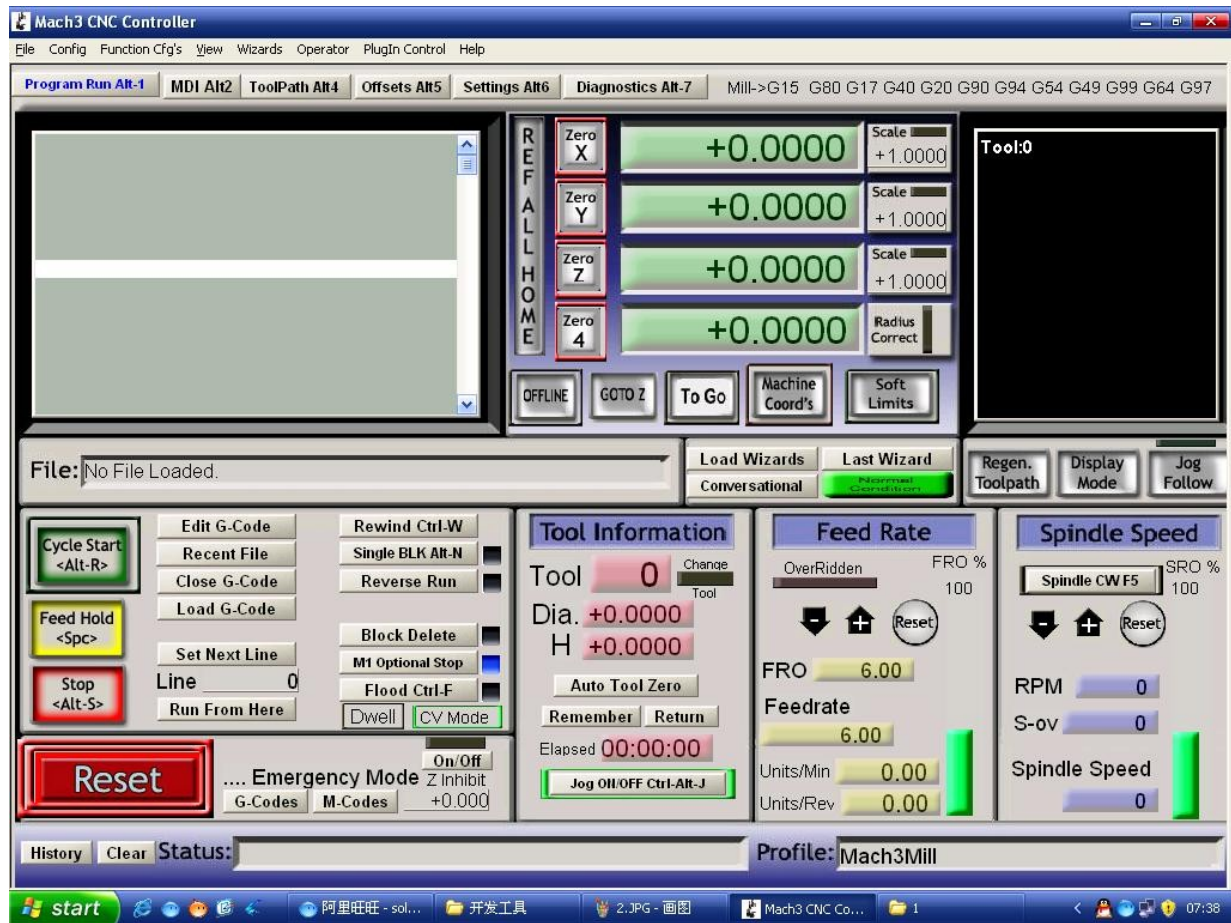 Mach3 CNC Controller
File Config Function Cfg's View Wizards Operator PlugIn Control Help
Program Run Alt-1 MDI Alt2 ToolPath Alt4 Offsets Alt5 Settings Alt6 Diagnostics Alt-7 Mill->G15 G80 G17 G40 G20 G90 G94 G54 G49 G99 G64 G97
REF ALL HOME
Zero X +0.0000 Scale +1.0000
Zero Y +0.0000 Scale +1.0000
Zero Z +0.0000 Scale +1.0000
Zero 4 +0.0000 Radius Correct
OFFLINE GOTO Z To Go Machine Coord's Soft Limits
Tool:0
File: No File Loaded.
Load Wizards Last Wizard
Conversational Normal Condition
Regen. Toolpath Display Mode Jog Follow
Cycle Start <Alt-R>
Feed Hold <Spc>
Stop <Alt-S>
Edit G-Code
Recent File
Close G-Code
Load G-Code
Set Next Line
Line 0
Run From Here
Rewind Ctrl-W
Single BLK Alt-N
Reverse Run
Block Delete
M1 Optional Stop
Flood Ctrl-F
Dwell CV Mode
Reset
.... Emergency Mode
G-Codes M-Codes
On/Off
Z Inhibit
+0.000
Tool Information
Tool 0 Change Tool
Dia. +0.0000
H +0.0000
Auto Tool Zero
Remember Return
Elapsed 00:00:00
Jog ON/OFF Ctrl-Alt-J
Feed Rate
OverRidden FRO %
100
Reset
FRO 6.00
Feedrate
6.00
Units/Min 0.00
Units/Rev 0.00
Spindle Speed
Spindle CW F5 SRO %
100
Reset
RPM 0
S-ov 0
Spindle Speed
0
History Clear Status:
Profile: Mach3Mill
start 阿里旺旺 - sol... 开发工具 2.JPG - 画图 Mach3 CNC Co... 1 07:38